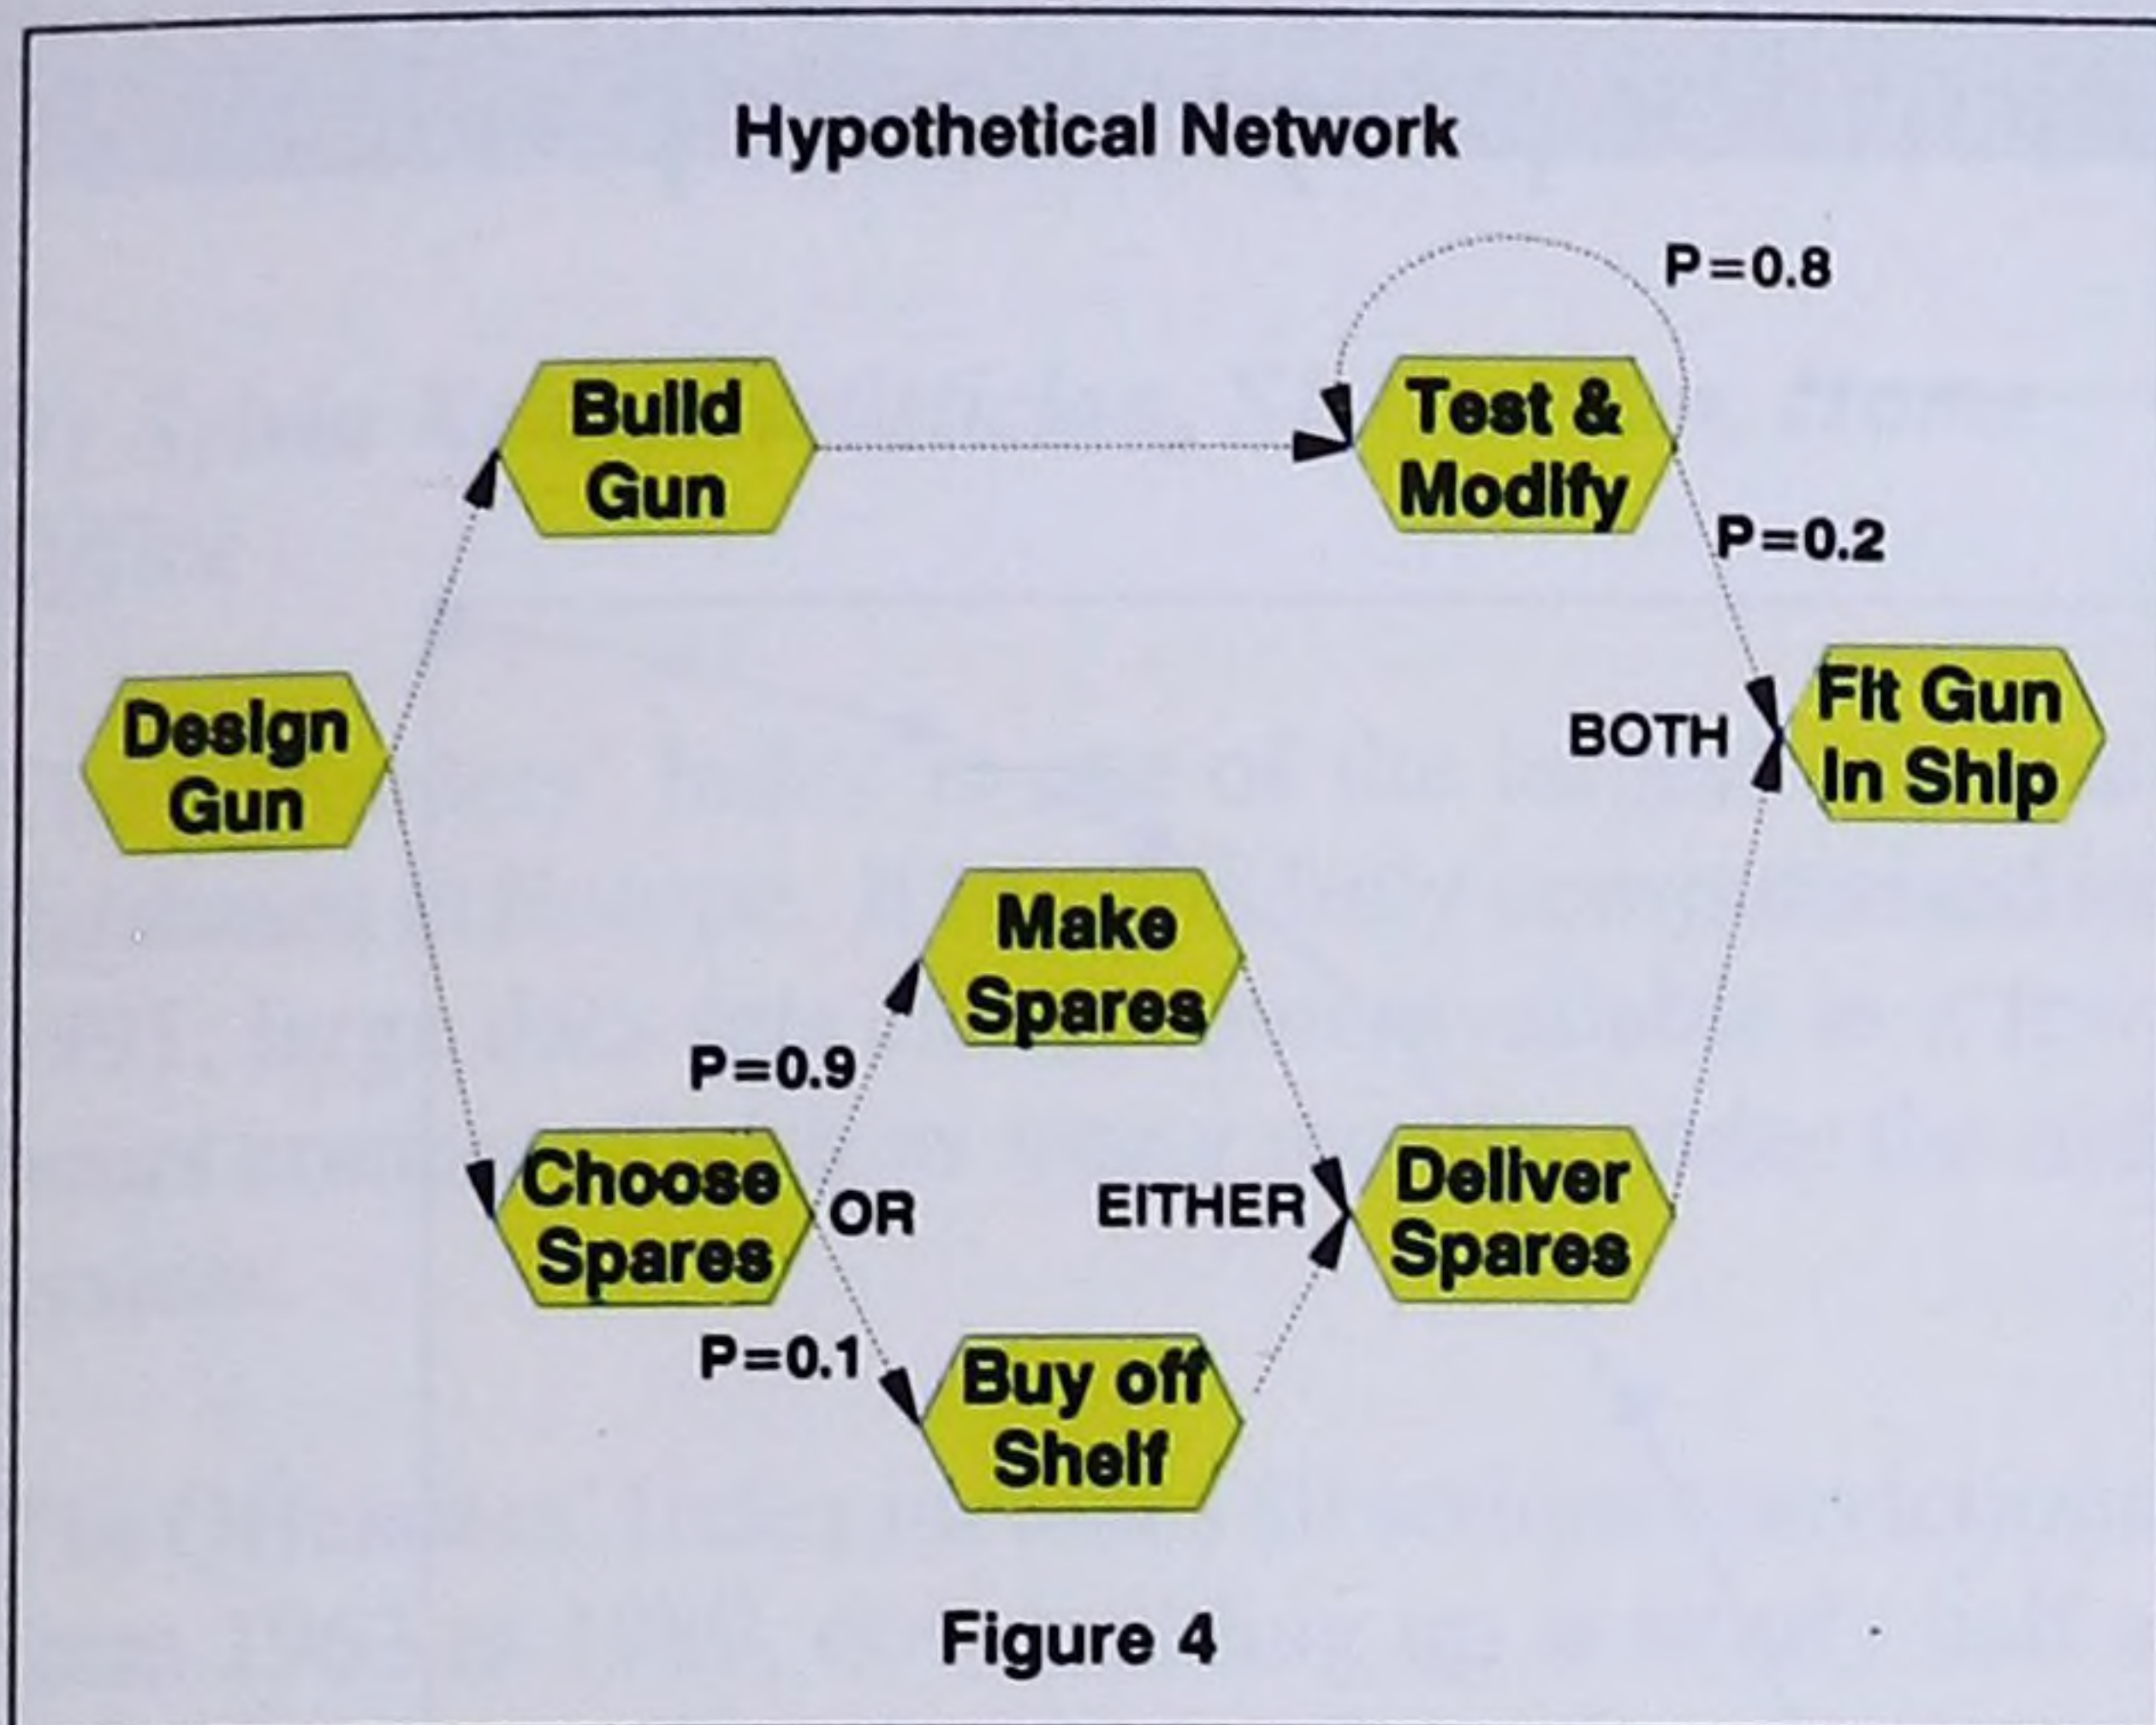 Hypothetical Network
P=0.8
Build
Gun
Test &
Modify
P=0.2
Design
Gun
BOTH
Fit Gun
in Ship
Make
Spares
P=0.9
Choose
Spares
OR
EITHER
Deliver
Spares
P=0.1
Buy off
Shelf
Figure 4